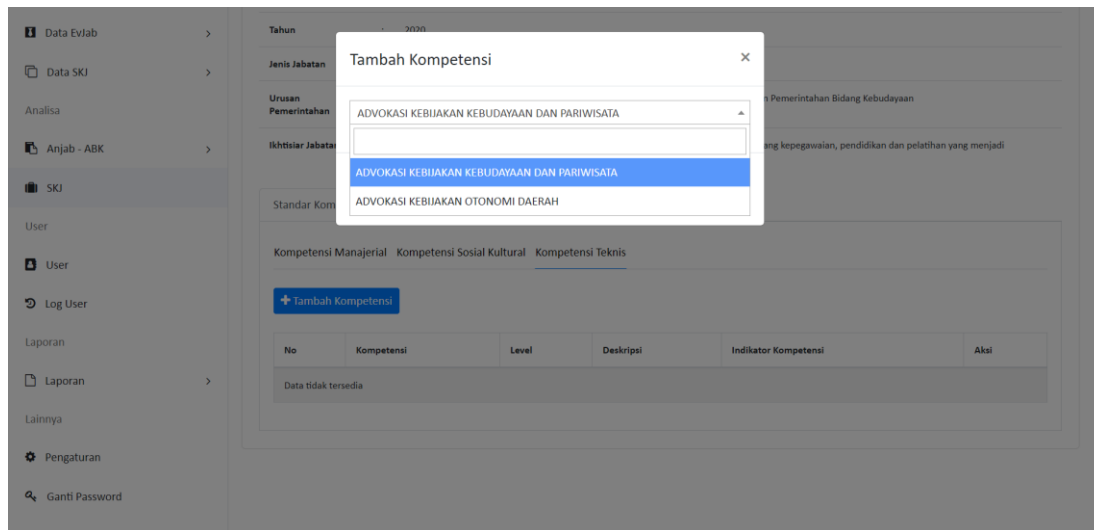 Data EvJab
Data SKJ
Analisa
Anjab - ABK
SKJ
User
User
Log User
Laporan
Laporan
Lainnya
Pengaturan
Ganti Password
Tahun : 2020
Jenis Jabatan
Urusan
Pemerintahan
Pemerintahan Bidang Kebudayaan
Ikhtisiar Jabatan
kepegawaian, pendidikan dan pelatihan yang menjadi
Tambah Kompetensi ×
ADVOKASI KEBIJAKAN KEBUDAYAAN DAN PARIWISATA
ADVOKASI KEBIJAKAN KEBUDAYAAN DAN PARIWISATA
ADVOKASI KEBIJAKAN OTONOMI DAERAH
Standar Kom
Kompetensi Manajerial Kompetensi Sosial Kultural Kompetensi Teknis
+ Tambah Kompetensi
No Kompetensi Level Deskripsi Indikator Kompetensi Aksi
Data tidak tersedia